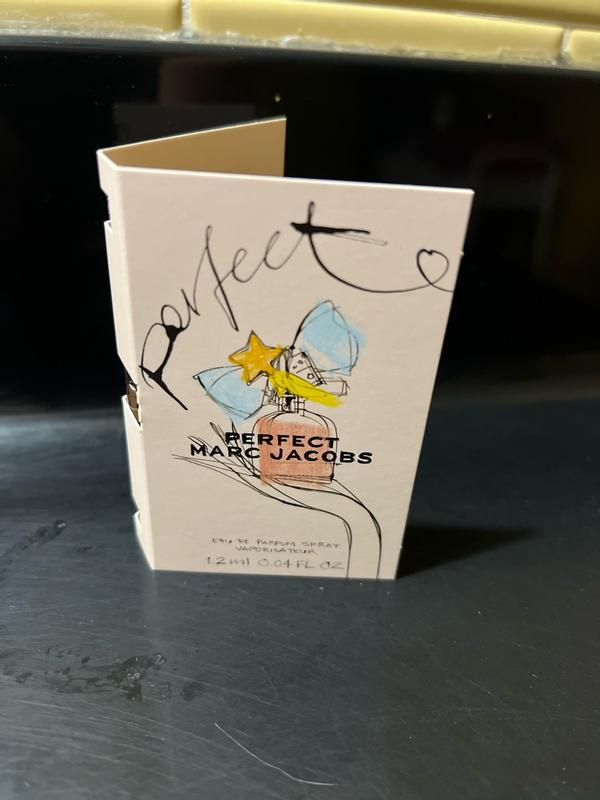 perfect
PERFECT
MARC JACOBS
EAU DE PARFUM SPRAY
VAPORISATEUR
1.2 ml 0.04 FL OZ